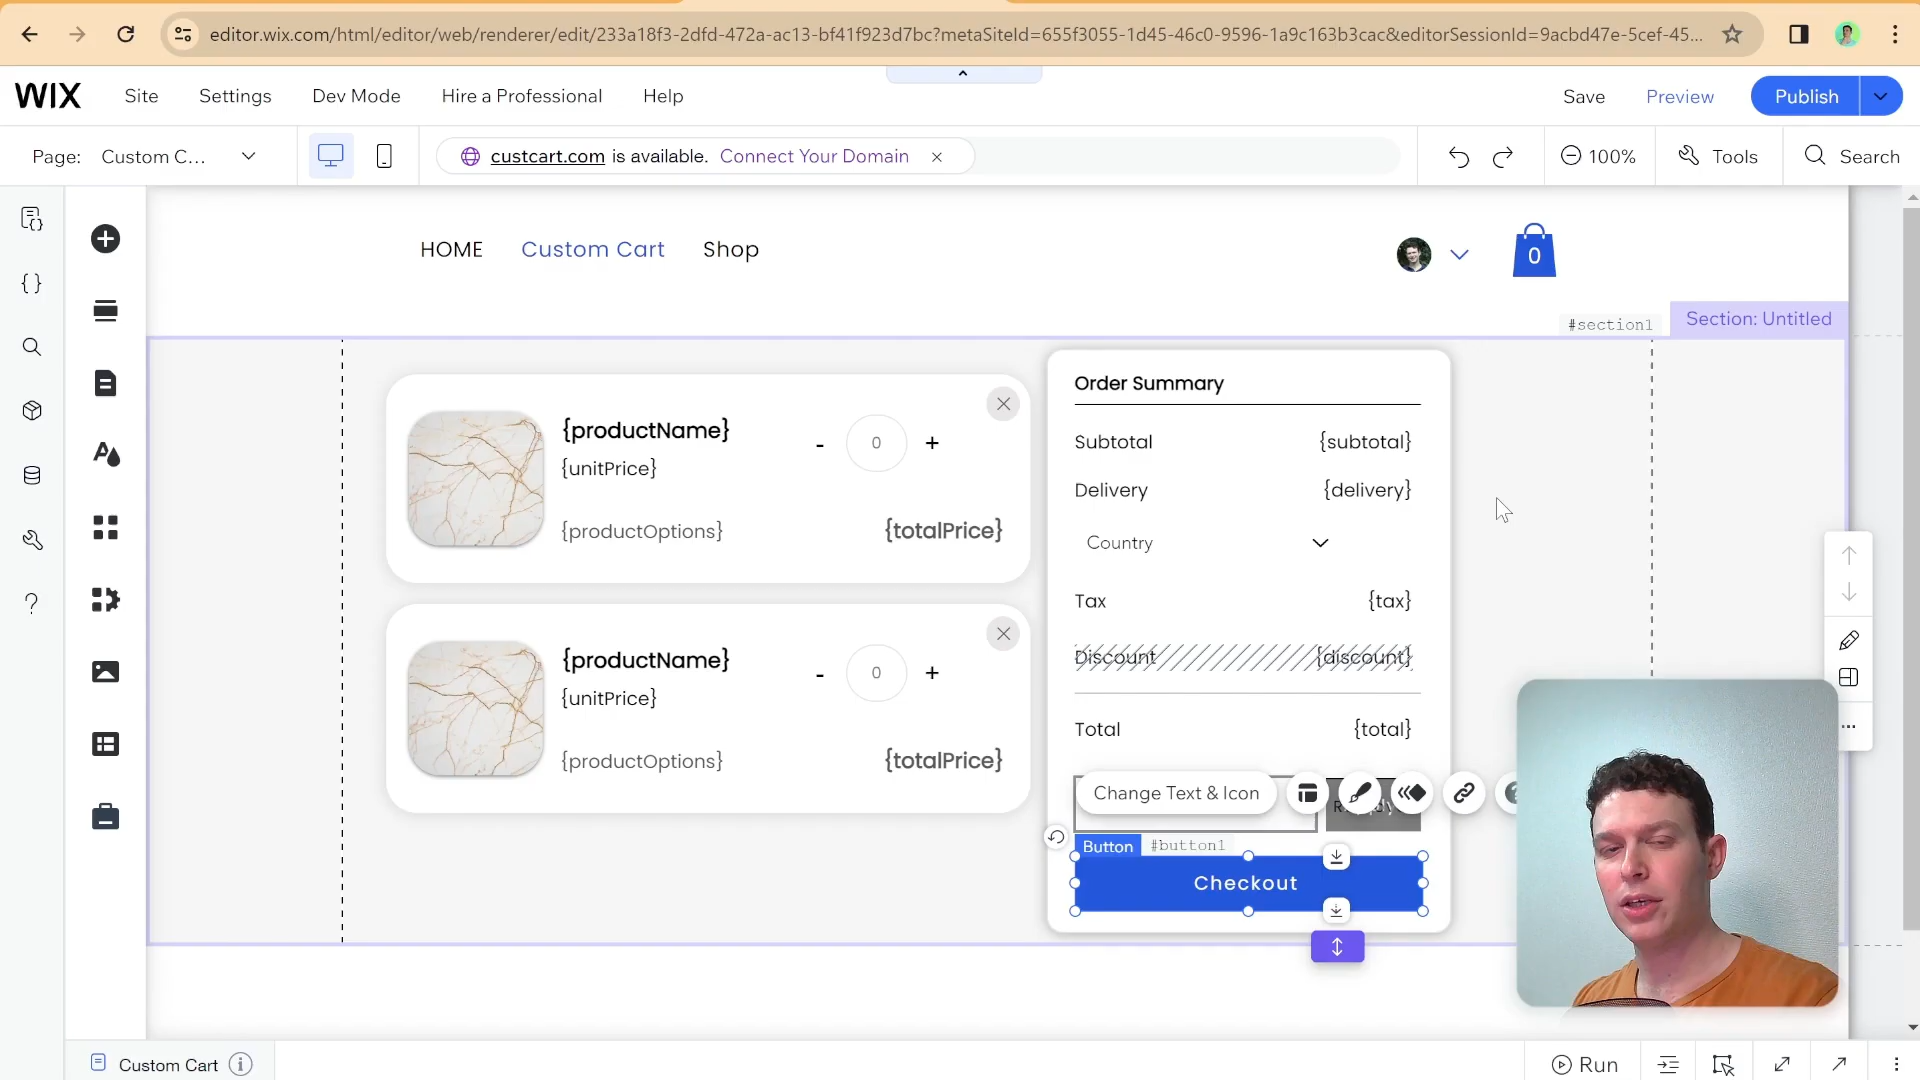 editor.wix.com/html/editor/web/renderer/edit/233a18f3-2dfd-472a-ac13-bf41f923d7bc?metaSiteId=655f3055-1d45-46c0-9596-1a9c163b3cac&editorSessionId=9acbd47e-5cef-45...
WIX Site Settings Dev Mode Hire a Professional Help Save Preview Publish
Page: Custom C... custcart.com is available. Connect Your Domain 100% Tools Search
HOME Custom Cart Shop 0
#section1 Section: Untitled
{productName}
{unitPrice}
- 0 +
{productOptions} {totalPrice}
{productName}
{unitPrice}
- 0 +
{productOptions} {totalPrice}
Order Summary
Subtotal {subtotal}
Delivery {delivery}
Country
Tax {tax}
Discount {discount}
Total {total}
Change Text & Icon
Button #button1
Checkout
Custom Cart Run